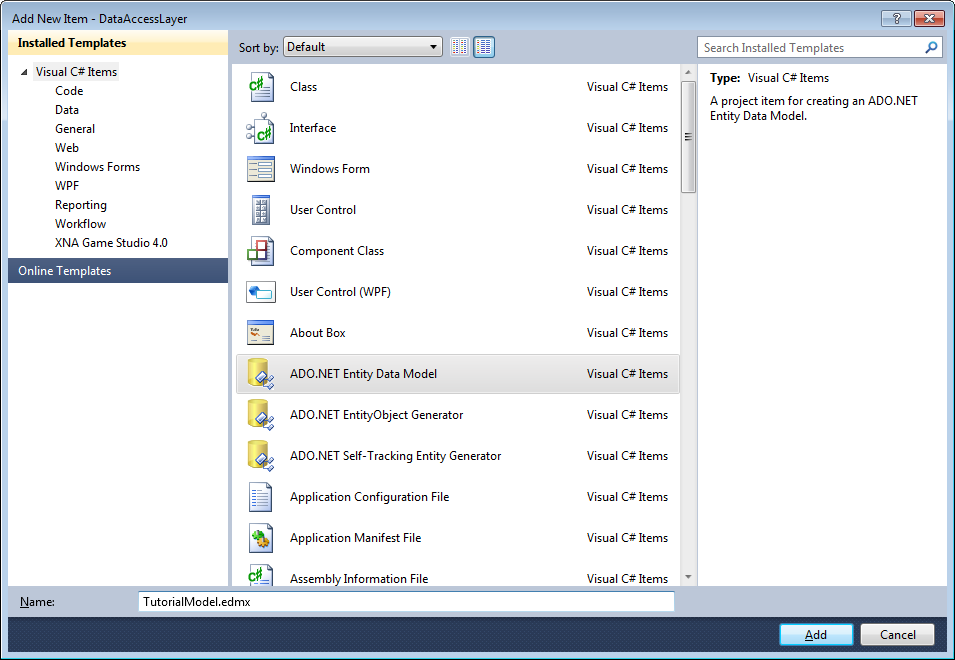 Add New Item - DataAccessLayer
Installed Templates
Visual C# Items
Code
Data
General
Web
Windows Forms
WPF
Reporting
Workflow
XNA Game Studio 4.0
Online Templates
Sort by: Default
Class Visual C# Items
Interface Visual C# Items
Windows Form Visual C# Items
User Control Visual C# Items
Component Class Visual C# Items
User Control (WPF) Visual C# Items
About Box Visual C# Items
ADO.NET Entity Data Model Visual C# Items
ADO.NET EntityObject Generator Visual C# Items
ADO.NET Self-Tracking Entity Generator Visual C# Items
Application Configuration File Visual C# Items
Application Manifest File Visual C# Items
Assembly Information File Visual C# Items
Search Installed Templates
Type: Visual C# Items
A project item for creating an ADO.NET
Entity Data Model.
Name: TutorialModel.edmx
Add Cancel